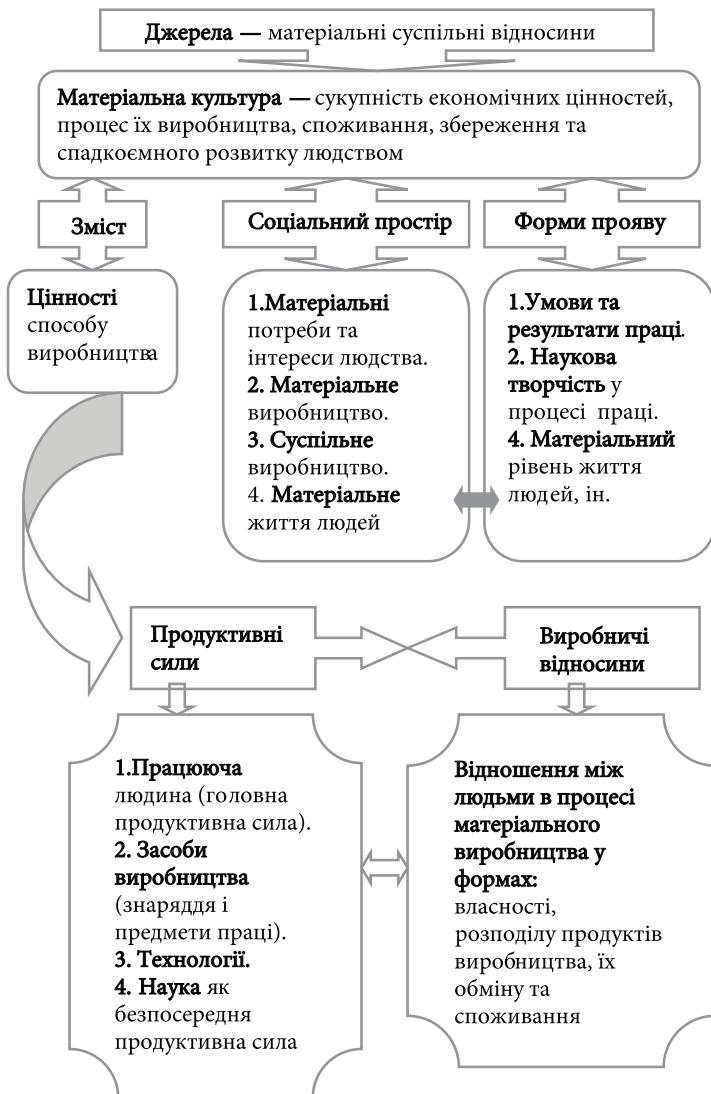 Джерела — матеріальні суспільні відносини
Матеріальна культура — сукупність економічних цінностей,
процес їх виробництва, споживання, збереження та
спадкоємного розвитку людством
Зміст
Соціальний простір
Форми прояву
Цінності
способу
виробництва
1.Матеріальні
потреби та
інтереси людства.
2. Матеріальне
виробництво.
3. Суспільне
виробництво.
4. Матеріальне
життя людей
1.Умови та
результати праці.
2. Наукова
творчість у
процесі праці.
4. Матеріальний
рівень життя
людей, ін.
Продуктивні
сили
Виробничі
відносини
1.Працююча
людина (головна
продуктивна сила).
2. Засоби
виробництва
(знаряддя і
предмети праці).
3. Технології.
4. Наука як
безпосередня
продуктивна сила
Відношення між
людьми в процесі
матеріального
виробництва у
формах:
власності,
розподілу продуктів
виробництва, їх
обміну та
споживання